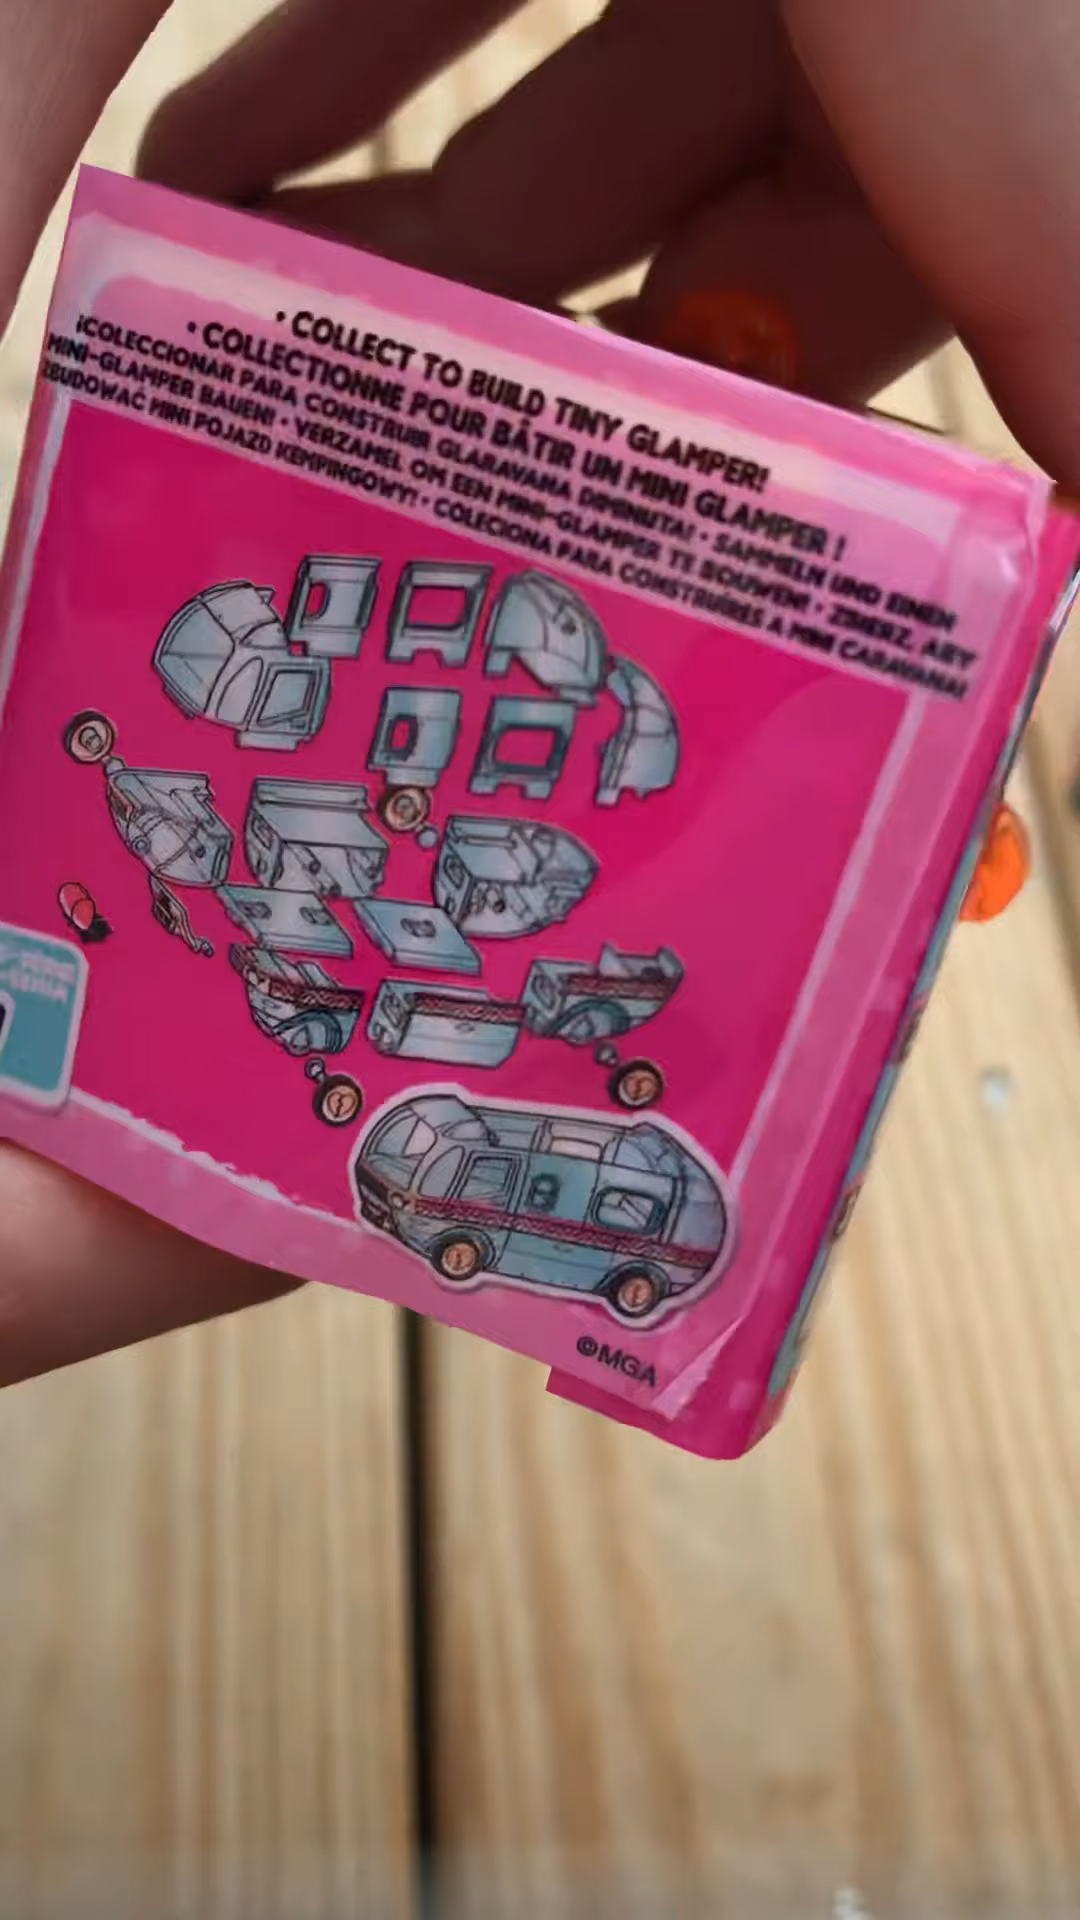 • COLLECT TO BUILD TINY GLAMPER!
• COLLECTIONNE POUR BÂTIR UN MINI GLAMPER !
¡COLECCIONAR PARA CONSTRUIR GLARAVANA DIMINUTA! • SAMMELN UND EINEN
MINI-GLAMPER BAUEN! • VERZAMEL OM EEN MINI-GLAMPER TE BOUWEN! • ZBIERZ, ABY
ZBUDOWAĆ MINI POJAZD KEMPINGOWY! • COLECIONA PARA CONSTRUIRES A MINI CARAVANA!
©MGA